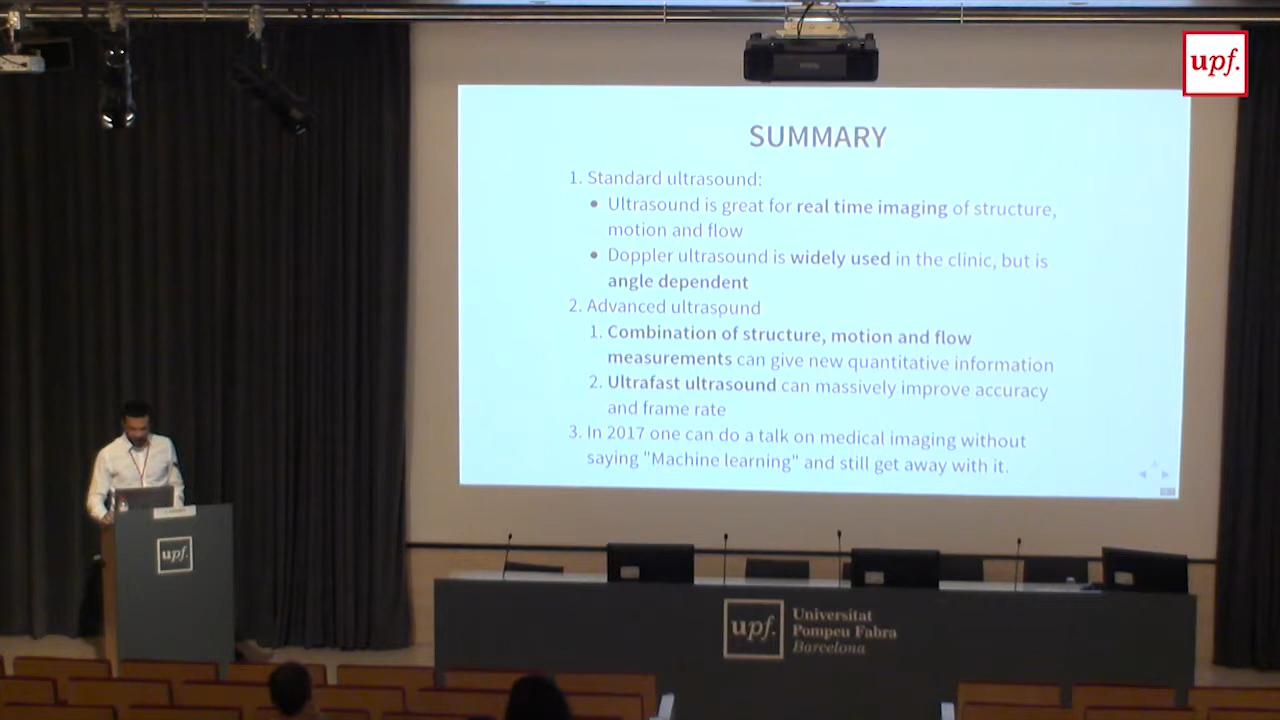 upf.
SUMMARY
1. Standard ultrasound:
• Ultrasound is great for real time imaging of structure,
motion and flow
• Doppler ultrasound is widely used in the clinic, but is
angle dependent
2. Advanced ultrasound
1. Combination of structure, motion and flow
measurements can give new quantitative information
2. Ultrafast ultrasound can massively improve accuracy
and frame rate
3. In 2017 one can do a talk on medical imaging without
saying "Machine learning" and still get away with it.
upf.
upf.
Universitat
Pompeu Fabra
Barcelona